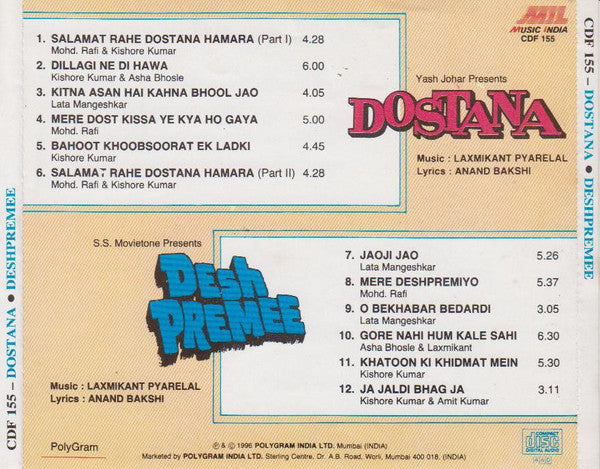 MIL
MUSIC INDIA
CDF 155
1. SALAMAT RAHE DOSTANA HAMARA (Part I) 4.28
Mohd. Rafi & Kishore Kumar
2. DILLAGI NE DI HAWA 6.00
Kishore Kumar & Asha Bhosle
3. KITNA ASAN HAI KAHNA BHOOL JAO 4.05
Lata Mangeshkar
4. MERE DOST KISSA YE KYA HO GAYA 5.00
Mohd. Rafi
5. BAHOOT KHOOBSOORAT EK LADKI 4.45
Kishore Kumar
6. SALAMAT RAHE DOSTANA HAMARA (Part II) 4.28
Mohd. Rafi & Kishore Kumar
Yash Johar Presents
DOSTANA
Music : LAXMIKANT PYARELAL
Lyrics : ANAND BAKSHI
S.S. Movietone Presents
Desh
PREMEE
Music : LAXMIKANT PYARELAL
Lyrics : ANAND BAKSHI
7. JAOJI JAO 5.26
Lata Mangeshkar
8. MERE DESHPREMIYO 5.37
Mohd. Rafi
9. O BEKHABAR BEDARDI 3.05
Lata Mangeshkar
10. GORE NAHI HUM KALE SAHI 6.30
Asha Bhosle & Laxmikant
11. KHATOON KI KHIDMAT MEIN 5.30
Kishore Kumar
12. JA JALDI BHAG JA 3.11
Kishore Kumar & Amit Kumar
PolyGram
℗ & © 1996 POLYGRAM INDIA LTD. Mumbai (INDIA)
Marketed by POLYGRAM INDIA LTD. Sterling Centre, Dr. A.B. Road, Worli, Mumbai 400 018. (INDIA)
COMPACT
disc
DIGITAL AUDIO
AAD
CDF 155 – DOSTANA • DESHPREMEE
CDF 155 – DOSTANA • DESHPREMEE